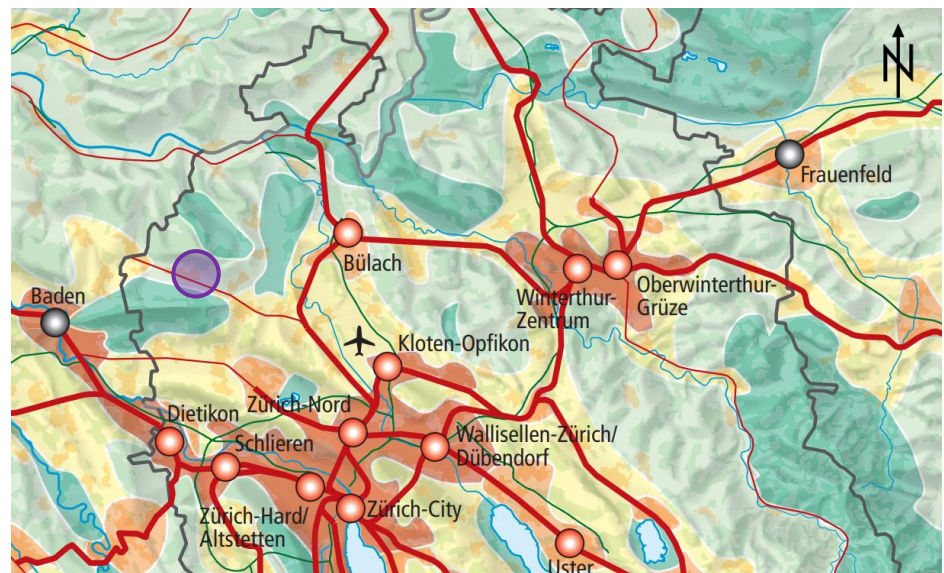 N
Frauenfeld
Bülach
Oberwinterthur-
Grüze
Winterthur-
Zentrum
Baden
Kloten-Opfikon
Zürich-Nord
Dietikon
Schlieren
Wallisellen-Zürich/
Dübendorf
Zürich-Hard/
Altstetten
Zürich-City
Uster